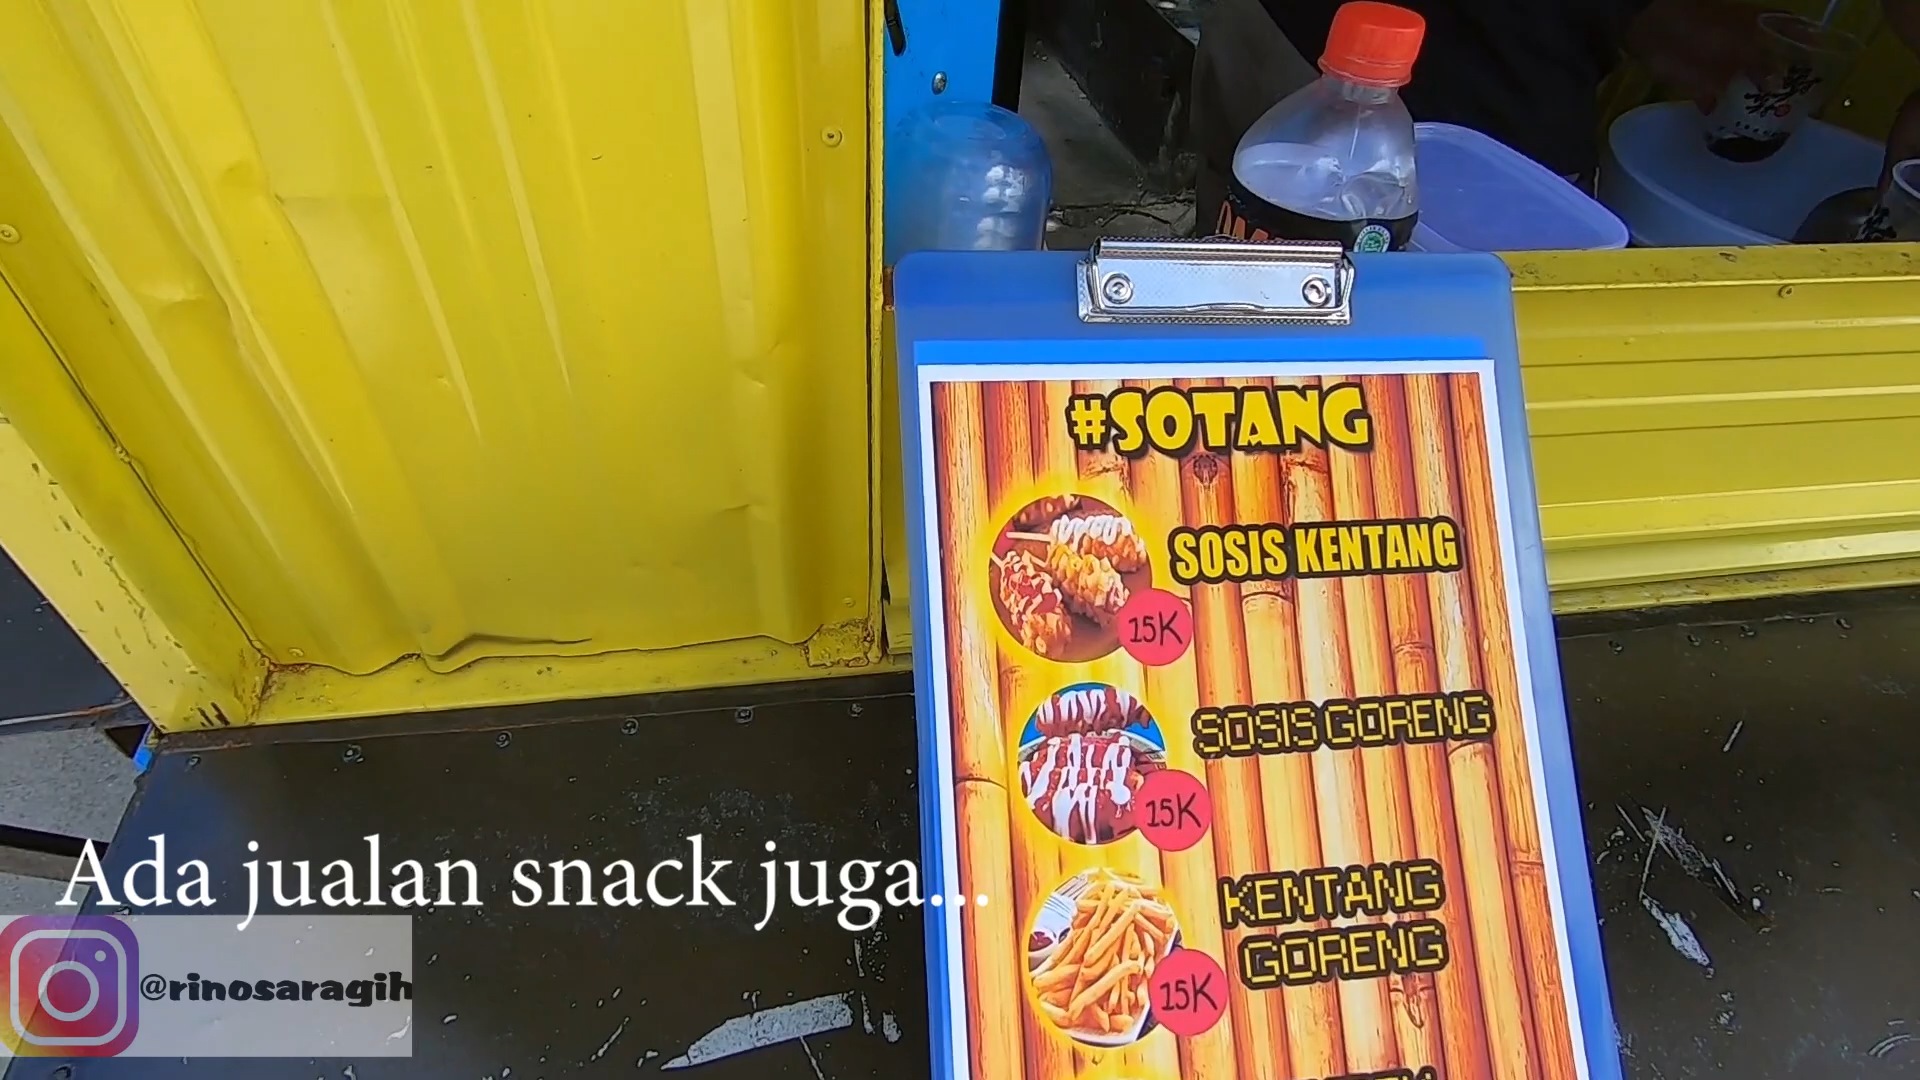 #SOTANG
SOSIS KENTANG
15K
SOSIS GORENG
15K
KENTANG
GORENG
15K
Ada jualan snack juga...
@rinosaragih